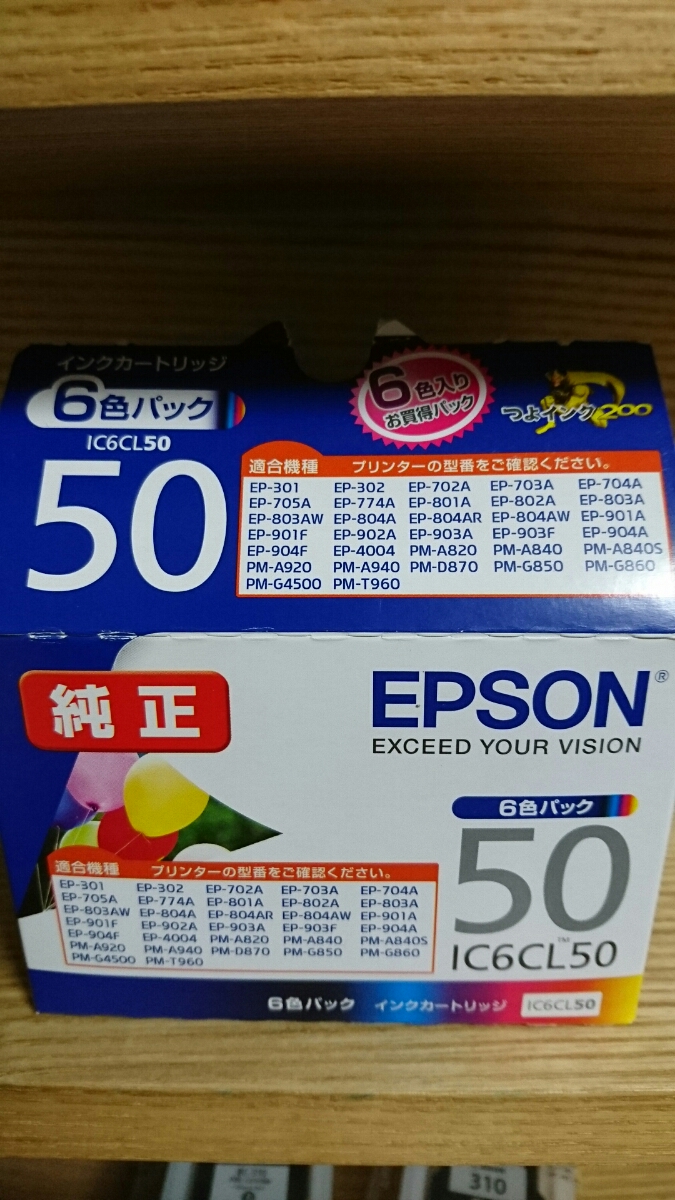 インクカートリッジ
6色パック
IC6CL50
50
6色入り
お買得パック
つよインク200
適合機種 プリンターの型番をご確認ください。
EP-301 EP-302 EP-702A EP-703A EP-704A
EP-705A EP-774A EP-801A EP-802A EP-803A
EP-803AW EP-804A EP-804AR EP-804AW EP-901A
EP-901F EP-902A EP-903A EP-903F EP-904A
EP-904F EP-4004 PM-A820 PM-A840 PM-A840S
PM-A920 PM-A940 PM-D870 PM-G850 PM-G860
PM-G4500 PM-T960
純正
EPSON®
EXCEED YOUR VISION
6色パック
50
IC6CL50™
適合機種 プリンターの型番をご確認ください。
EP-301 EP-302 EP-702A EP-703A EP-704A
EP-705A EP-774A EP-801A EP-802A EP-803A
EP-803AW EP-804A EP-804AR EP-804AW EP-901A
EP-901F EP-902A EP-903A EP-903F EP-904A
EP-904F EP-4004 PM-A820 PM-A840 PM-A840S
PM-A920 PM-A940 PM-D870 PM-G850 PM-G860
PM-G4500 PM-T960
6色パック インクカートリッジ IC6CL50
310